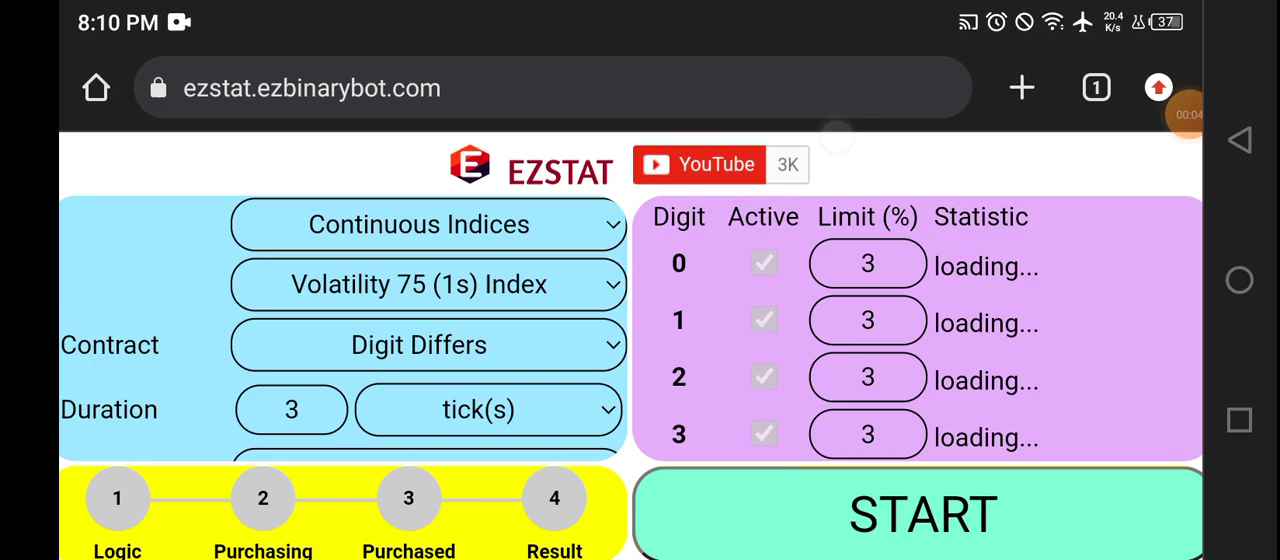 8:10 PM 20.4 K/s 37
ezstat.ezbinarybot.com 1
00:04
E EZSTAT YouTube 3K
Continuous Indices
Volatility 75 (1s) Index
Contract Digit Differs
Duration 3 tick(s)
Digit Active Limit (%) Statistic
0 3 loading...
1 3 loading...
2 3 loading...
3 3 loading...
1 2 3 4
Logic Purchasing Purchased Result
START